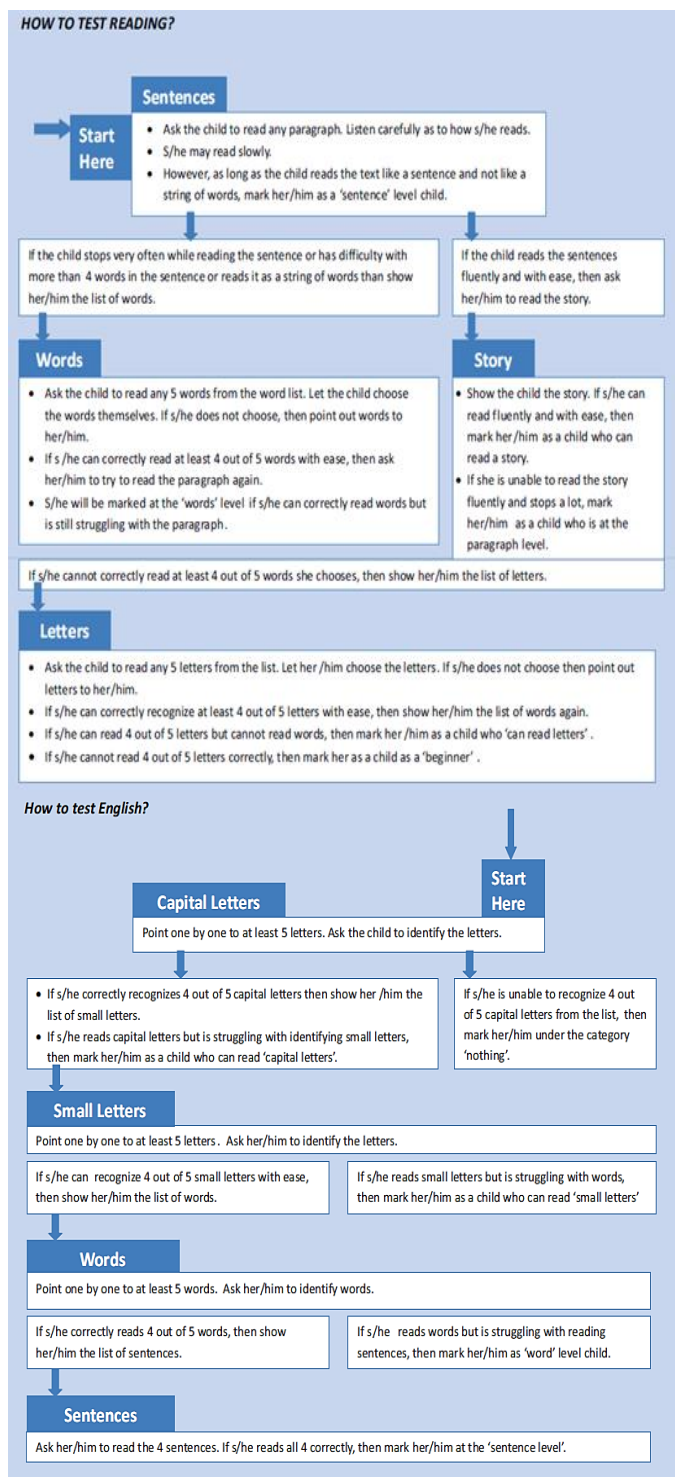 HOW TO TEST READING?
Sentences
Start
Here
• Ask the child to read any paragraph. Listen carefully as to how s/he reads.
• S/he may read slowly.
• However, as long as the child reads the text like a sentence and not like a
string of words, mark her/him as a ‘sentence’ level child.
If the child stops very often while reading the sentence or has difficulty with
more than 4 words in the sentence or reads it as a string of words than show
her/him the list of words.
If the child reads the sentences
fluently and with ease, then ask
her/him to read the story.
Words
• Ask the child to read any 5 words from the word list. Let the child choose
the words themselves. If s/he does not choose, then point out words to
her/him.
• If s /he can correctly read at least 4 out of 5 words with ease, then ask
her/him to try to read the paragraph again.
• S/he will be marked at the ‘words’ level if s/he can correctly read words but
is still struggling with the paragraph.
Story
• Show the child the story. If s/he can
read fluently and with ease, then
mark her /him as a child who can
read a story.
• If she is unable to read the story
fluently and stops a lot, mark
her/him as a child who is at the
paragraph level.
If s/he cannot correctly read at least 4 out of 5 words she chooses, then show her/him the list of letters.
Letters
• Ask the child to read any 5 letters from the list. Let her /him choose the letters. If s/he does not choose then point out
letters to her/him.
• If s/he can correctly recognize at least 4 out of 5 letters with ease, then show her/him the list of words again.
• If s/he can read 4 out of 5 letters but cannot read words, then mark her /him as a child who ‘can read letters’ .
• If s/he cannot read 4 out of 5 letters correctly, then mark her as a child as a ‘beginner’ .
How to test English?
Start
Here
Capital Letters
Point one by one to at least 5 letters. Ask the child to identify the letters.
• If s/he correctly recognizes 4 out of 5 capital letters then show her /him the
list of small letters.
• If s/he reads capital letters but is struggling with identifying small letters,
then mark her/him as a child who can read ‘capital letters’.
If s/he is unable to recognize 4 out
of 5 capital letters from the list, then
mark her/him under the category
‘nothing’.
Small Letters
Point one by one to at least 5 letters . Ask her/him to identify the letters.
If s/he can recognize 4 out of 5 small letters with ease,
then show her/him the list of words.
If s/he reads small letters but is struggling with words,
then mark her/him as a child who can read ‘small letters’
Words
Point one by one to at least 5 words. Ask her/him to identify words.
If s/he correctly reads 4 out of 5 words, then show
her/him the list of sentences.
If s/he reads words but is struggling with reading
sentences, then mark her/him as ‘word’ level child.
Sentences
Ask her/him to read the 4 sentences. If s/he reads all 4 correctly, then mark her/him at the ‘sentence level’.